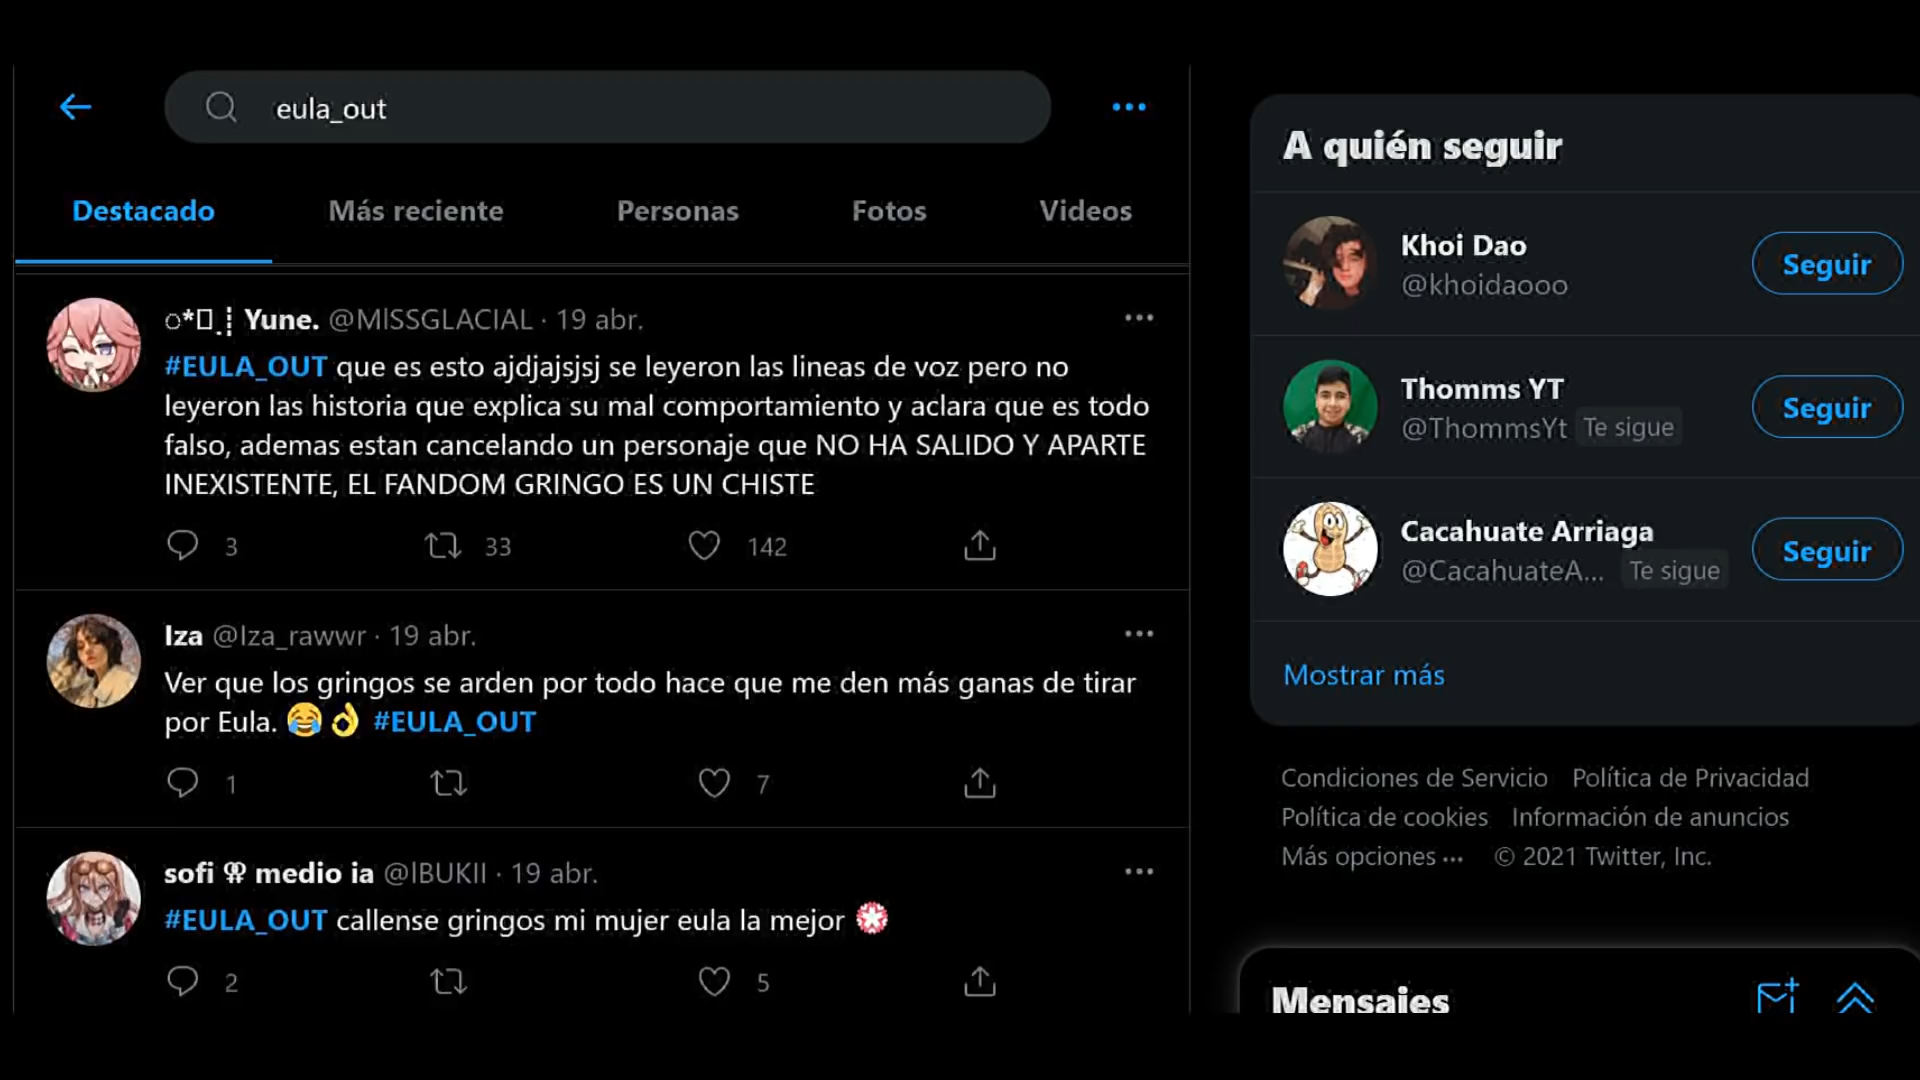 eula_out
Destacado Más reciente Personas Fotos Videos
Yune. @MlSSGLACIAL · 19 abr.
#EULA_OUT que es esto ajdjajsjsj se leyeron las lineas de voz pero no
leyeron las historia que explica su mal comportamiento y aclara que es todo
falso, ademas estan cancelando un personaje que NO HA SALIDO Y APARTE
INEXISTENTE, EL FANDOM GRINGO ES UN CHISTE
3 33 142
Iza @Iza_rawwr · 19 abr.
Ver que los gringos se arden por todo hace que me den más ganas de tirar
por Eula. 😂👌 #EULA_OUT
1 7
sofi ⚢ medio ia @lBUKII · 19 abr.
#EULA_OUT callense gringos mi mujer eula la mejor 💮
2 5
A quién seguir
Khoi Dao
@khoidaooo
Seguir
Thomms YT
@ThommsYt Te sigue
Seguir
Cacahuate Arriaga
@CacahuateA... Te sigue
Seguir
Mostrar más
Condiciones de Servicio Política de Privacidad
Política de cookies Información de anuncios
Más opciones ··· © 2021 Twitter, Inc.
Mensajes